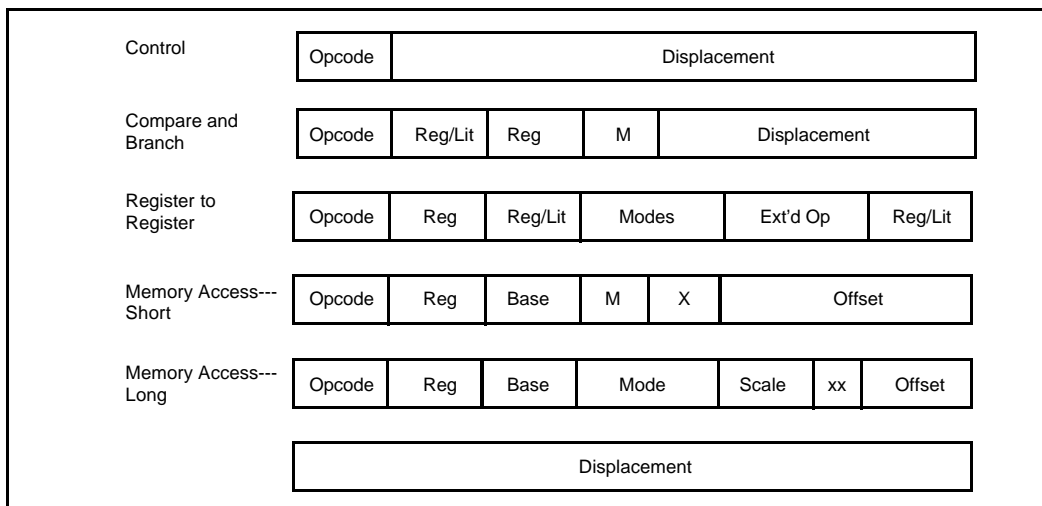 Control
Opcode Displacement
Compare and
Branch
Opcode Reg/Lit Reg M Displacement
Register to
Register
Opcode Reg Reg/Lit Modes Ext’d Op Reg/Lit
Memory Access---
Short
Opcode Reg Base M X Offset
Memory Access---
Long
Opcode Reg Base Mode Scale xx Offset
Displacement